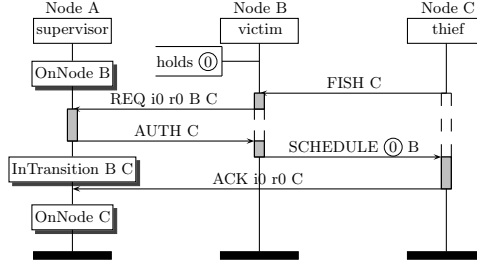 Node A Node B Node C
supervisor victim thief
OnNode B holds 0
FISH C
REQ i0 r0 B C
AUTH C
SCHEDULE 0 B
InTransition B C
ACK i0 r0 C
OnNode C